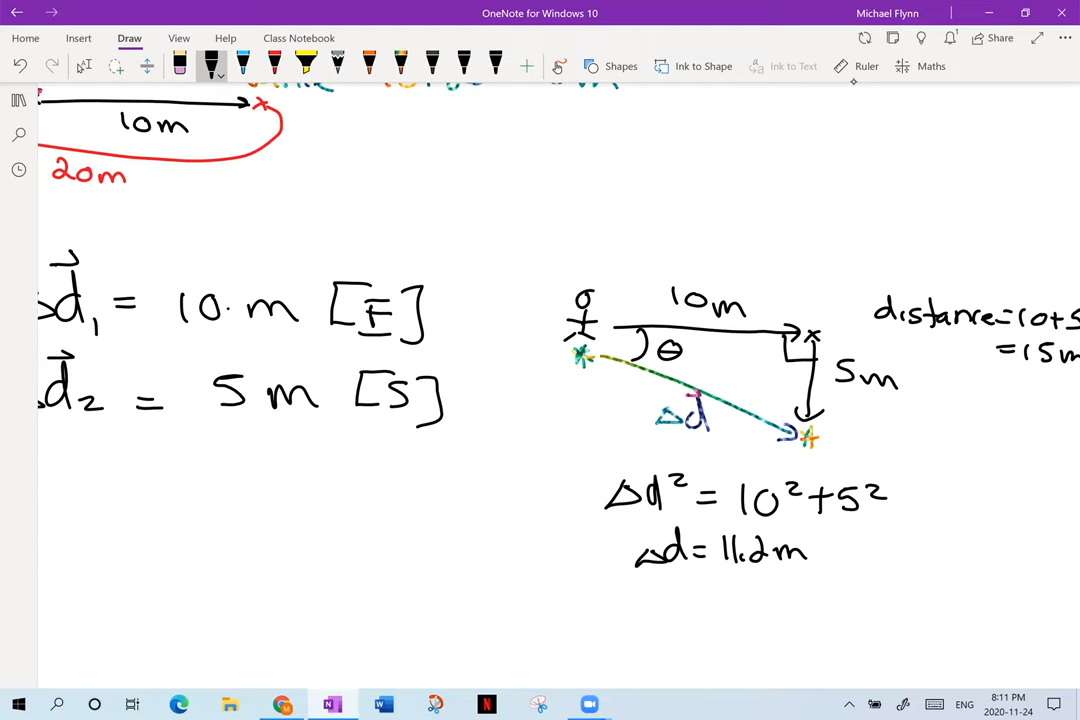 OneNote for Windows 10
Michael Flynn
Home Insert Draw View Help Class Notebook
Share
Shapes Ink to Shape Ink to Text Ruler Maths
10m
20m
d₁ = 10. m [E]
d₂ = 5 m [S]
10m
θ
5m
Δd
distance=10+5
=15m
Δd² = 10² + 5²
Δd = 11.2m
ENG
8:11 PM
2020-11-24